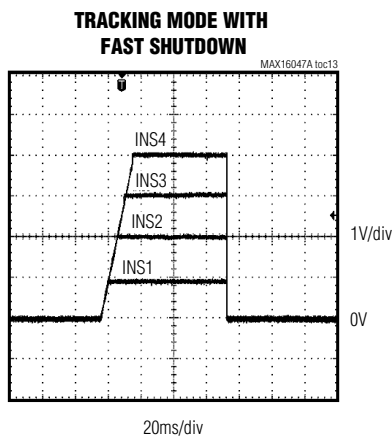 TRACKING MODE WITH
FAST SHUTDOWN
MAX16047A toc13
T
INS4
INS3
INS2
INS1
1V/div
0V
20ms/div